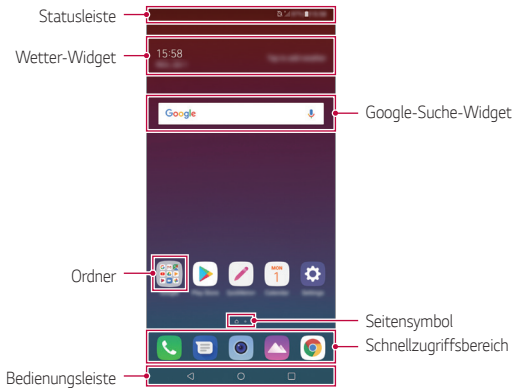 Statusleiste
Wetter-Widget
15:58
Google
Google-Suche-Widget
MON
1
Ordner
Seitensymbol
Schnellzugriffsbereich
Bedienungsleiste